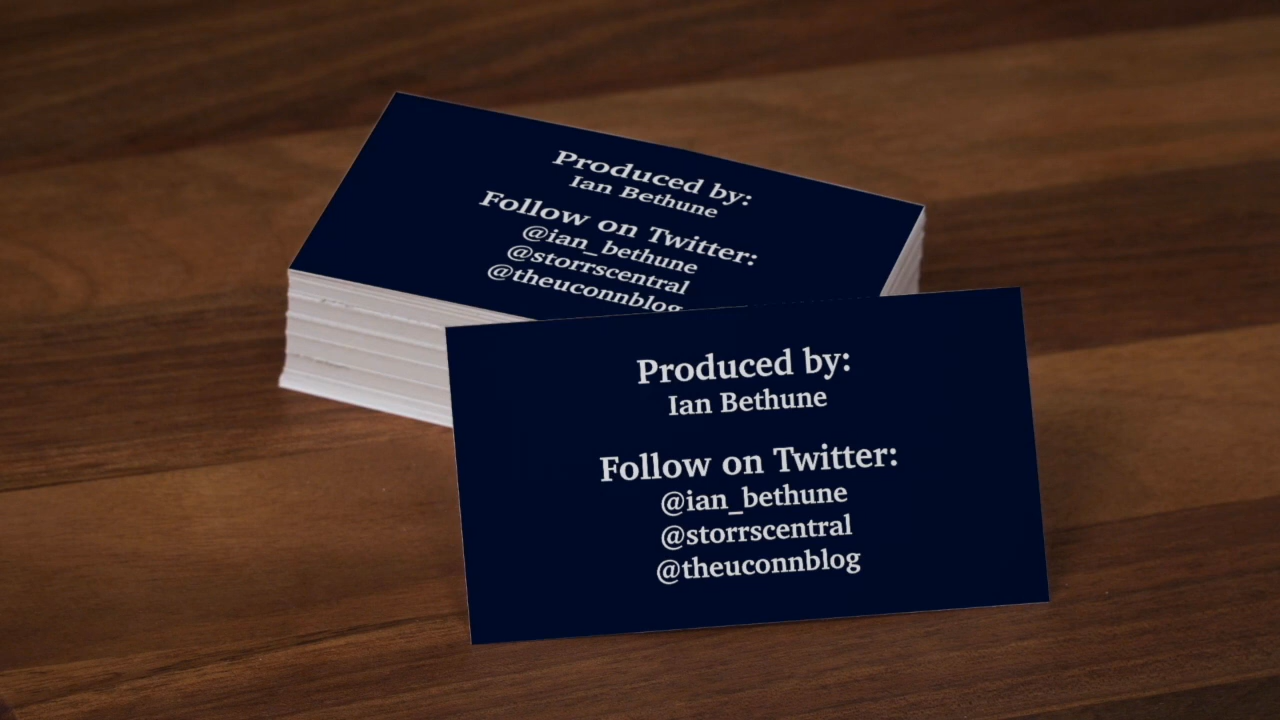 Produced by:
Ian Bethune
Follow on Twitter:
@ian_bethune
@storrscentral
@theuconnblog
Produced by:
Ian Bethune
Follow on Twitter:
@ian_bethune
@storrscentral
@theuconnblog